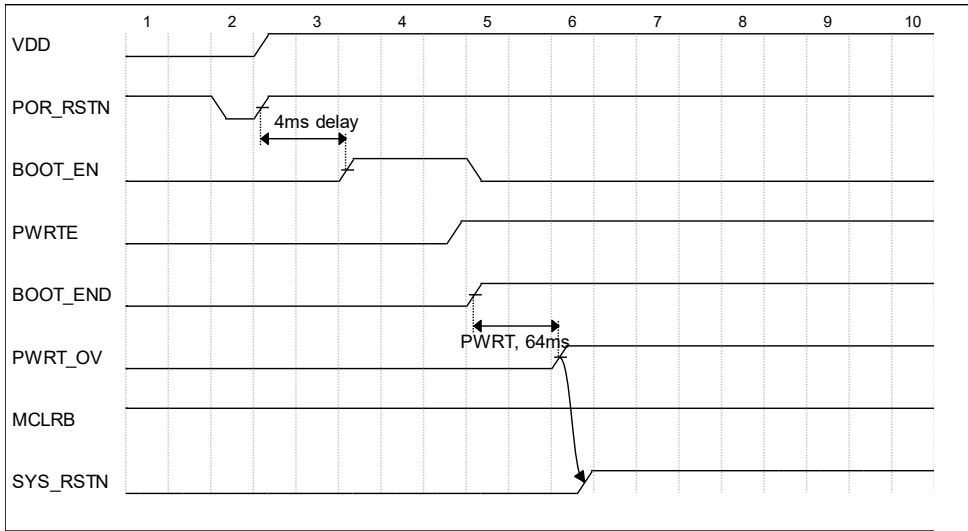 1 2 3 4 5 6 7 8 9 10
VDD
POR_RSTN
4ms delay
BOOT_EN
PWRTE
BOOT_END
PWRT, 64ms
PWRT_OV
MCLRB
SYS_RSTN